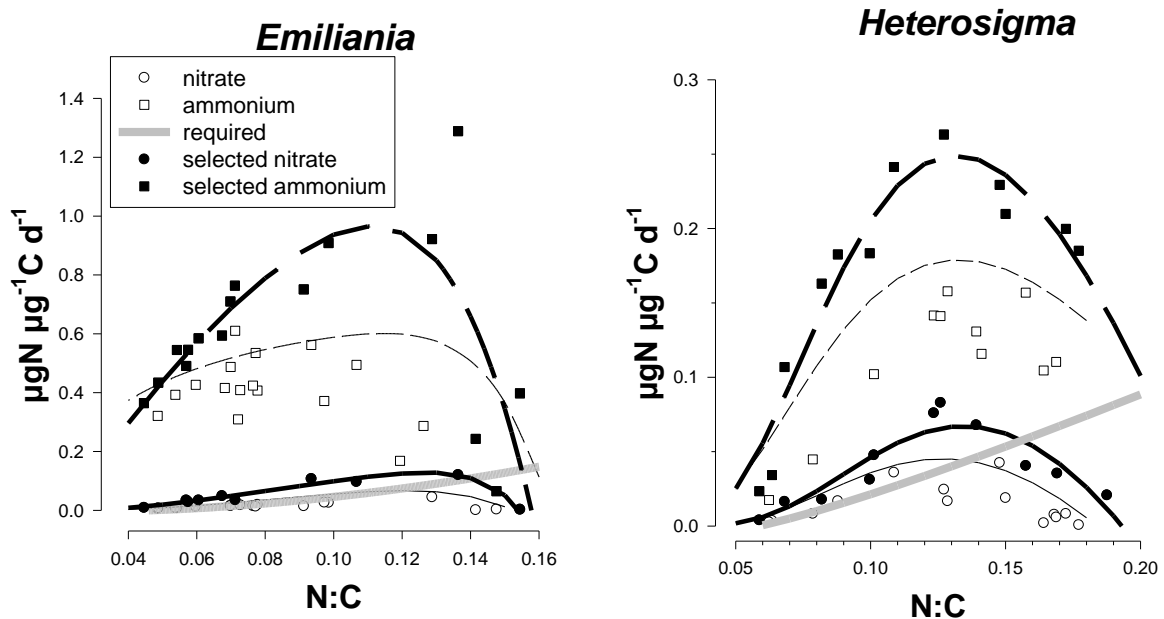 Emiliania
nitrate
ammonium
required
selected nitrate
selected ammonium
1.4
1.2
1.0
0.8
0.6
0.4
0.2
0.0
µgN µg⁻¹C d⁻¹
0.04 0.06 0.08 0.10 0.12 0.14 0.16
N:C
Heterosigma
0.3
0.2
0.1
0.0
µgN µg⁻¹C d⁻¹
0.05 0.10 0.15 0.20
N:C